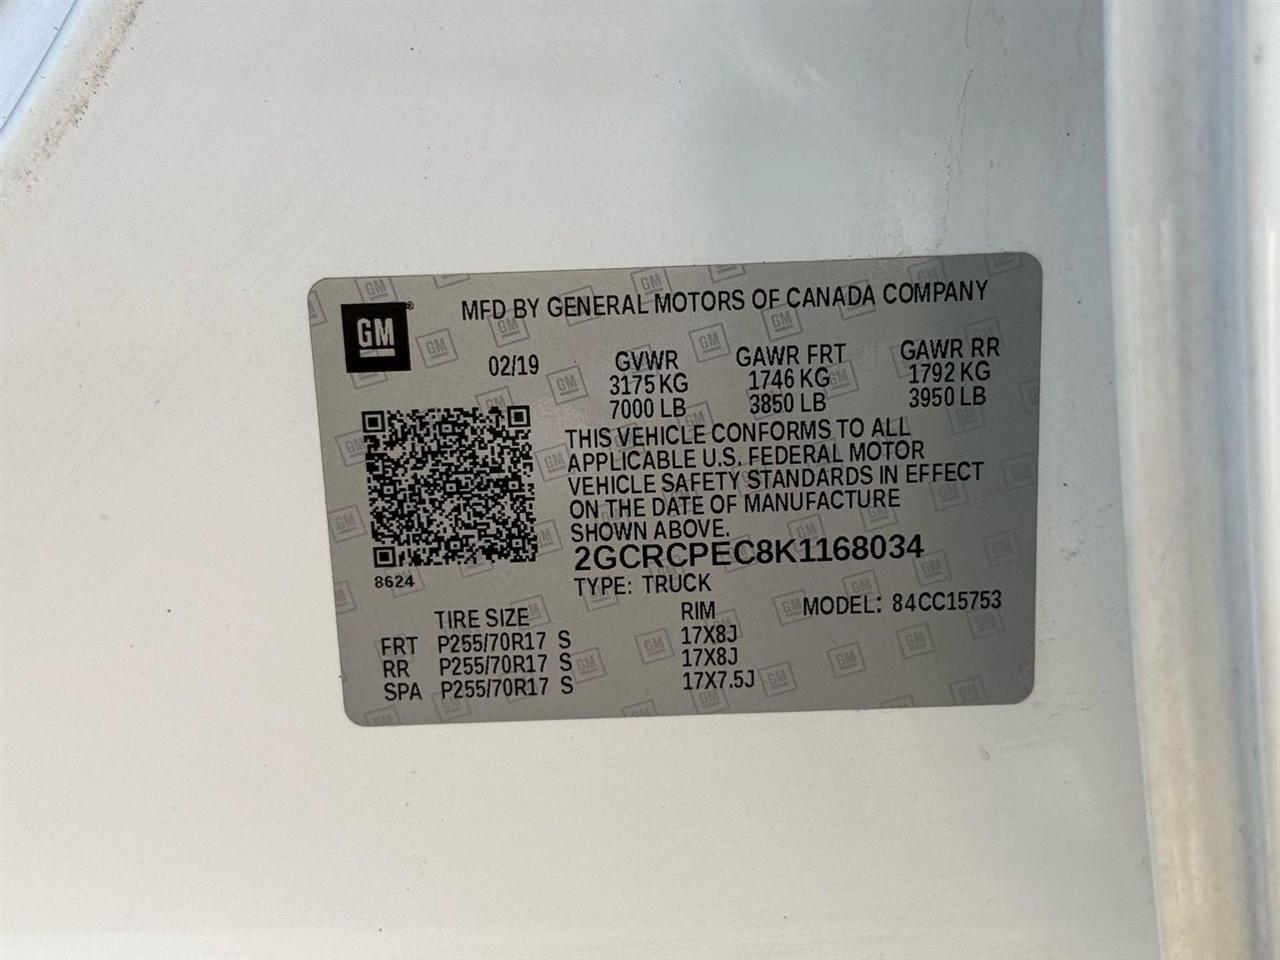 GM ®
MFD BY GENERAL MOTORS OF CANADA COMPANY
02/19 GVWR GAWR FRT GAWR RR
3175 KG 1746 KG 1792 KG
7000 LB 3850 LB 3950 LB
THIS VEHICLE CONFORMS TO ALL
APPLICABLE U.S. FEDERAL MOTOR
VEHICLE SAFETY STANDARDS IN EFFECT
ON THE DATE OF MANUFACTURE
SHOWN ABOVE.
2GCRCPEC8K1168034
8624
TYPE: TRUCK
TIRE SIZE RIM MODEL: 84CC15753
FRT P255/70R17 S 17X8J
RR P255/70R17 S 17X8J
SPA P255/70R17 S 17X7.5J